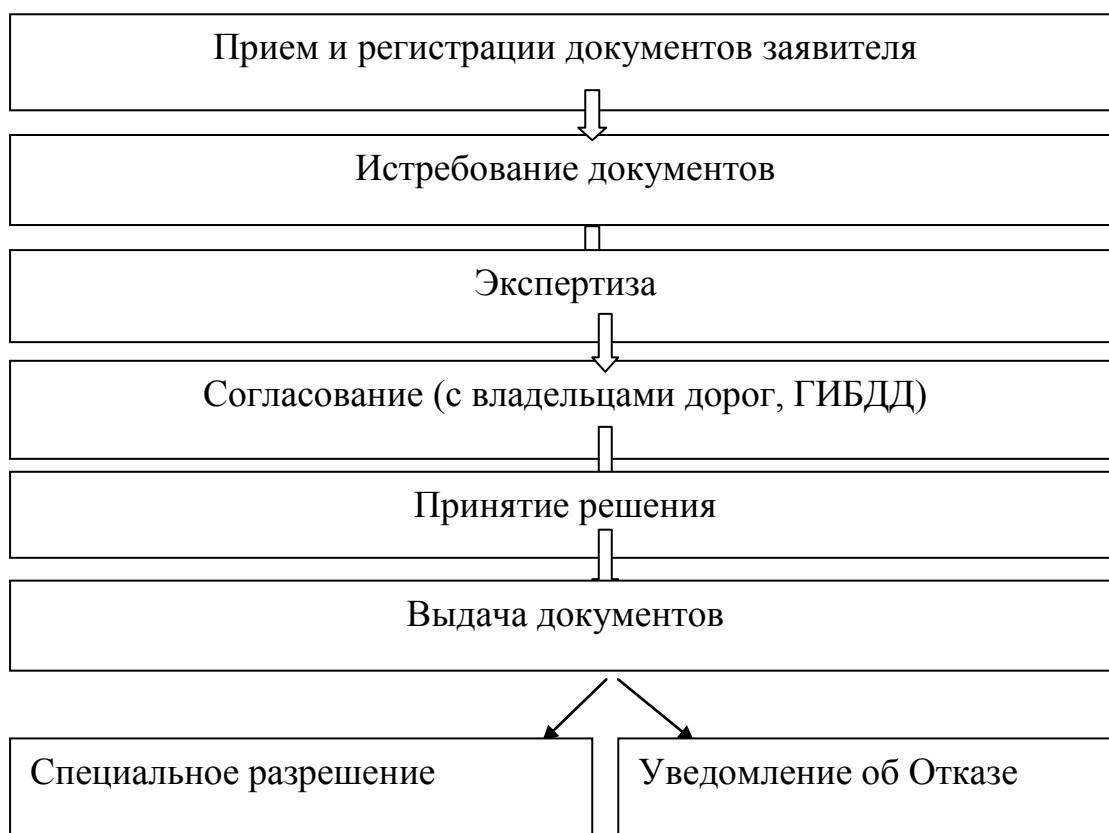 Прием и регистрации документов заявителя
Истребование документов
Экспертиза
Согласование (с владельцами дорог, ГИБДД)
Принятие решения
Выдача документов
Специальное разрешение
Уведомление об Отказе